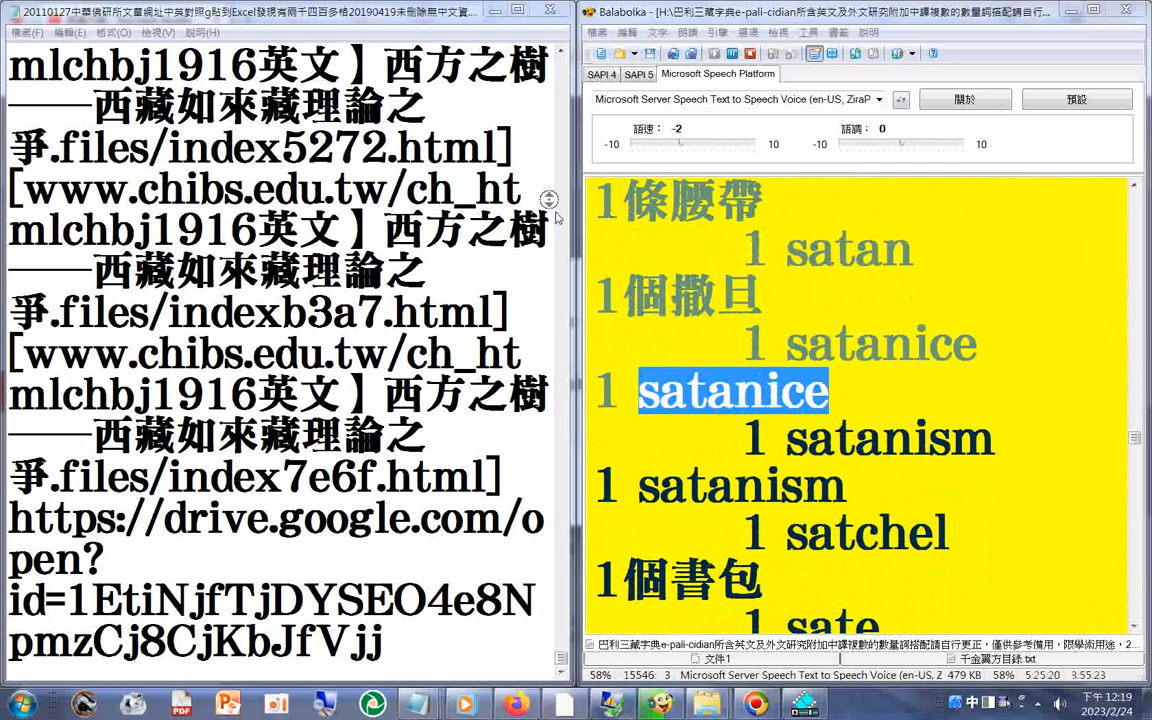 20110127中華佛研所文章網址中英對照g貼到Excel發現有兩千四百多格20190419未刪除無中文資...
檔案(F) 編輯(E) 格式(O) 檢視(V) 說明(H)
mlchbj1916英文】西方之樹
——西藏如來藏理論之
爭.files/index5272.html]
[www.chibs.edu.tw/ch_ht
mlchbj1916英文】西方之樹
——西藏如來藏理論之
爭.files/indexb3a7.html]
[www.chibs.edu.tw/ch_ht
mlchbj1916英文】西方之樹
——西藏如來藏理論之
爭.files/index7e6f.html]
https://drive.google.com/o
pen?
id=1EtiNjfTjDYSEO4e8N
pmzCj8CjKbJfVjj
Balabolka - [H:\巴利三藏字典e-pali-cidian所含英文及外文研究附加中譯複數的數量詞搭配請自行...
檔案 編輯 文字 朗讀 引擎 選項 檢視 工具 書籤 說明
SAPI 4 SAPI 5 Microsoft Speech Platform
Microsoft Server Speech Text to Speech Voice (en-US, ZiraP 關於 預設
語速: -2 語調: 0
-10 10 -10 10
1條腰帶
1 satan
1個撒旦
1 satanice
1 satanice
1 satanism
1 satanism
1 satchel
1個書包
1 sate
巴利三藏字典e-pali-cidian所含英文及外文研究附加中譯複數的數量詞搭配請自行更正，僅供參考備用，限學術用途，2...
文件1 千金翼方目錄.txt
58% 15546: 3 Microsoft Server Speech Text to Speech Voice (en-US, Z 479 KB 58% 5:25:20 3:55:23
中 下午 12:19
2023/2/24